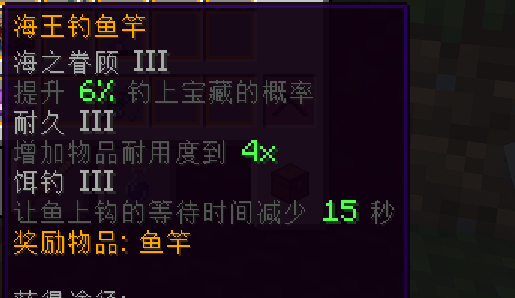 海王钓鱼竿
海之眷顾 III
提升 6% 钓上宝藏的概率
耐久 III
增加物品耐用度到 4x
饵钓 III
让鱼上钩的等待时间减少 15 秒
奖励物品: 鱼竿